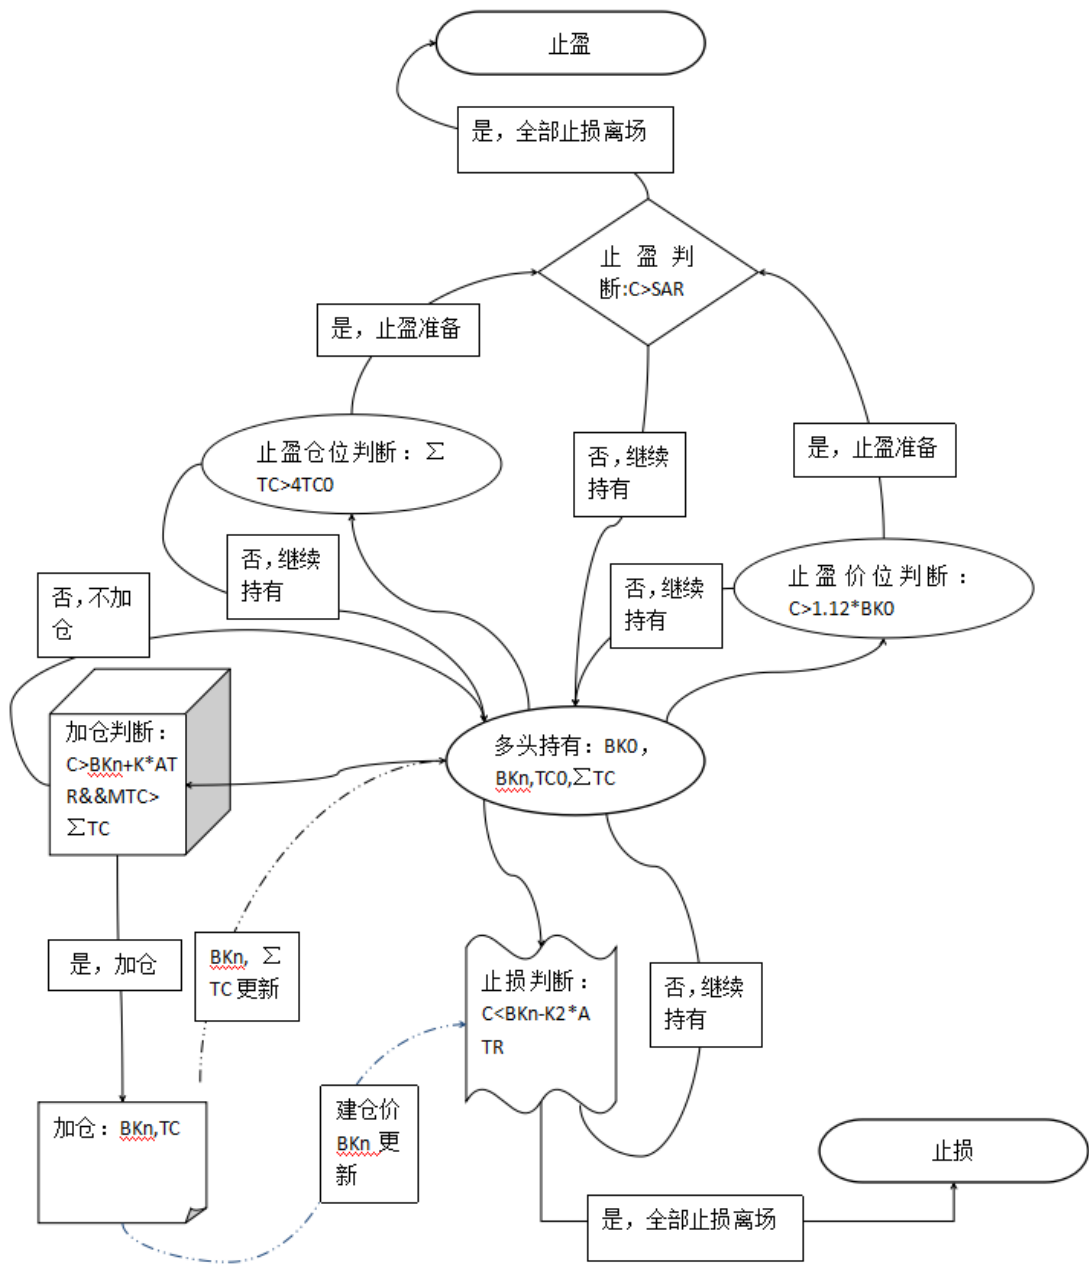 止盈
是，全部止损离场
止盈判
断:C>SAR
是，止盈准备
止盈仓位判断：∑
TC>4TC0
否，继续
持有
是，止盈准备
否，继续
持有
否，继续
持有
止盈价位判断：
C>1.12*BK0
否，不加
仓
加仓判断：
C>BKn+K*AT
R&&MTC>
∑TC
多头持有：BK0，
BKn,TC0,∑TC
是，加仓
BKn, ∑
TC更新
止损判断：
C<BKn-K2*A
TR
否，继续
持有
加仓：BKn,TC
建仓价
BKn 更
新
止损
是，全部止损离场